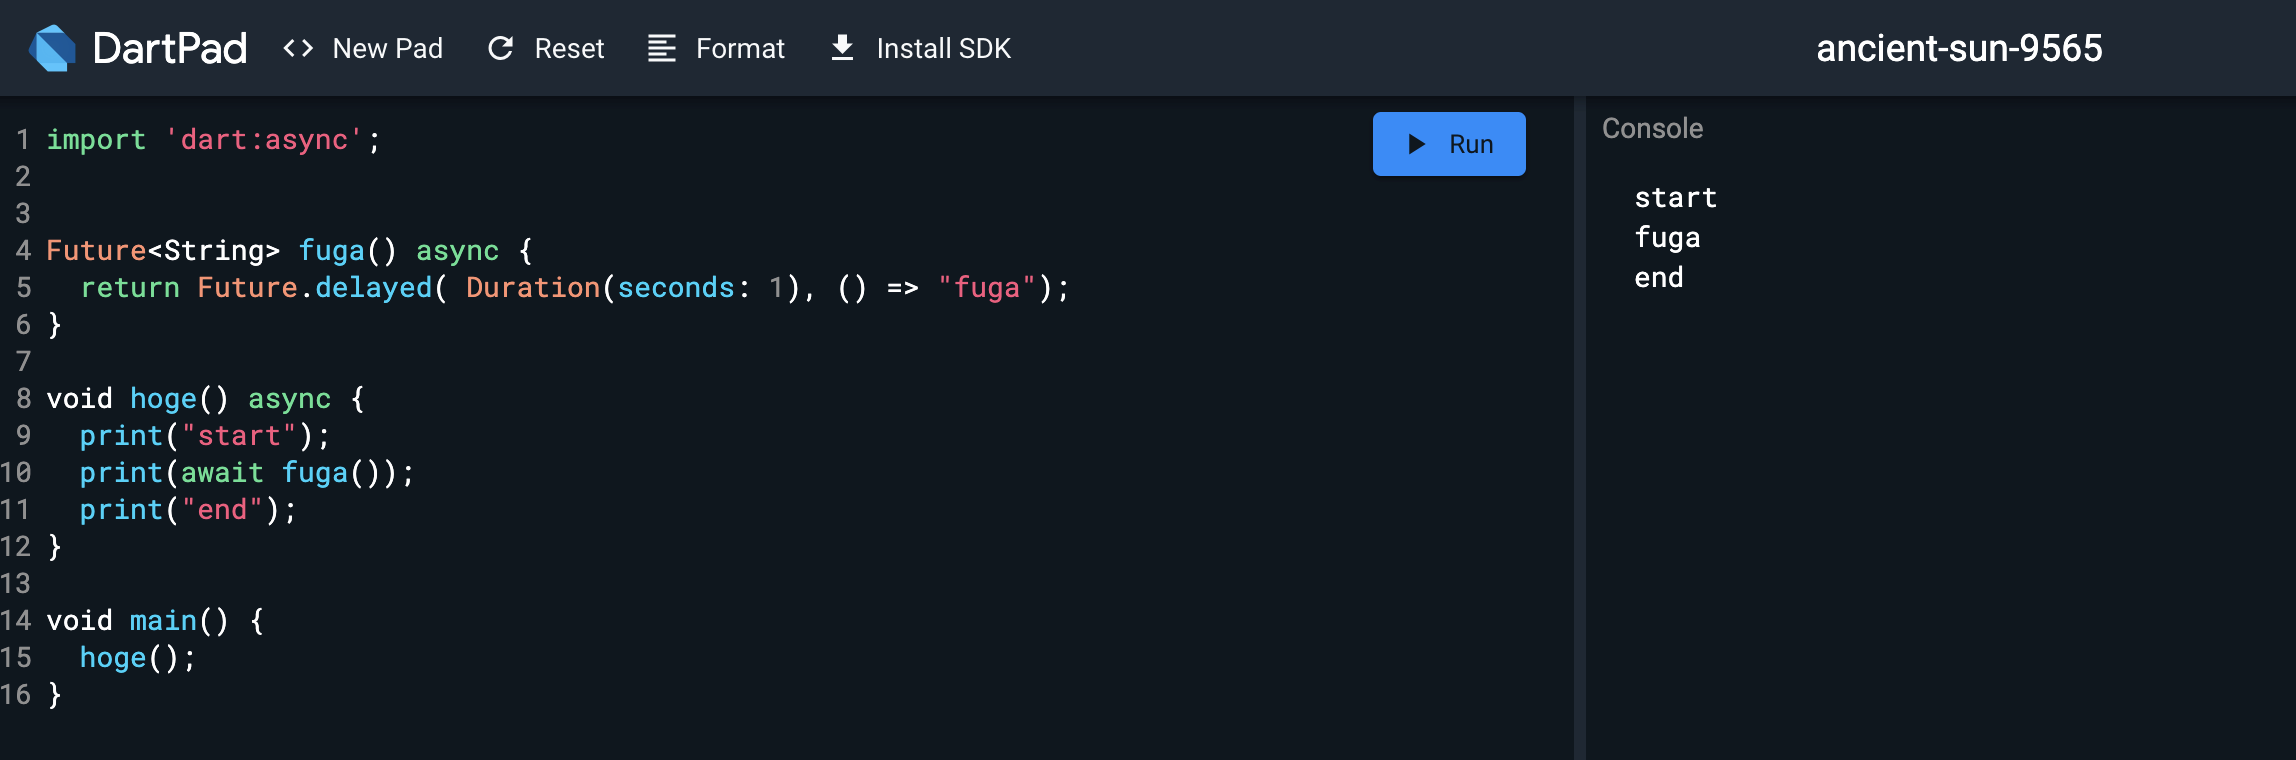 DartPad <> New Pad Reset Format Install SDK ancient-sun-9565
1 import 'dart:async';
2
3
4 Future<String> fuga() async {
5   return Future.delayed( Duration(seconds: 1), () => "fuga");
6 }
7
8 void hoge() async {
9   print("start");
10   print(await fuga());
11   print("end");
12 }
13
14 void main() {
15   hoge();
16 }
Run
Console
start
fuga
end